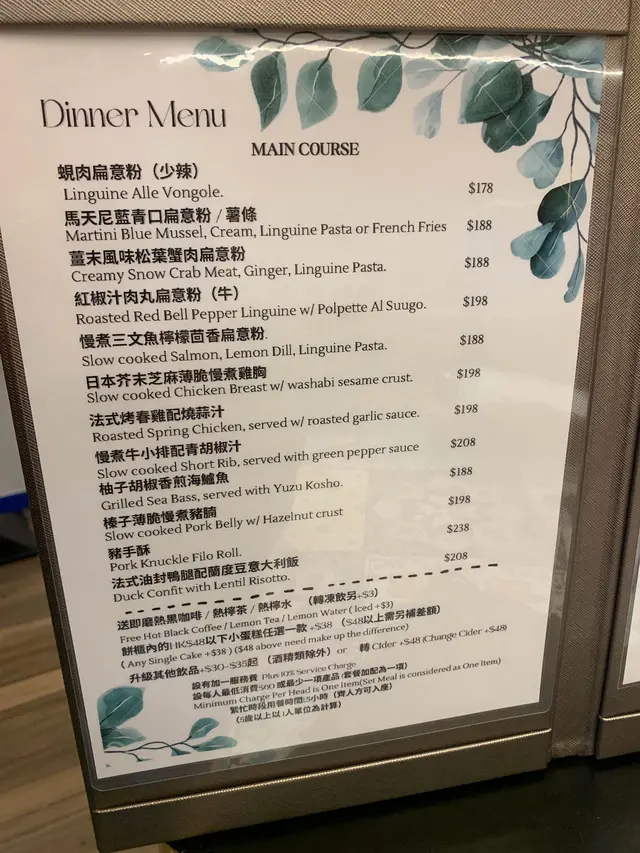 Dinner Menu
MAIN COURSE
蜆肉扁意粉（少辣）
Linguine Alle Vongole. $178
馬天尼藍青口扁意粉 / 薯條
Martini Blue Mussel, Cream, Linguine Pasta or French Fries $188
薑末風味松葉蟹肉扁意粉
Creamy Snow Crab Meat, Ginger, Linguine Pasta. $188
紅椒汁肉丸扁意粉（牛）
Roasted Red Bell Pepper Linguine w/ Polpette Al Suugo. $198
慢煮三文魚檸檬茴香扁意粉.
Slow cooked Salmon, Lemon Dill, Linguine Pasta. $188
日本芥末芝麻薄脆慢煮雞胸
Slow cooked Chicken Breast w/ washabi sesame crust. $198
法式烤春雞配燒蒜汁
Roasted Spring Chicken, served w/ roasted garlic sauce. $198
慢煮牛小排配青胡椒汁
Slow cooked Short Rib, served with green pepper sauce $208
柚子胡椒香煎海鱸魚
Grilled Sea Bass, served with Yuzu Kosho. $188
榛子薄脆慢煮豬腩
Slow cooked Pork Belly w/ Hazelnut crust $198
豬手酥
Pork Knuckle Filo Roll. $238
法式油封鴨腿配蘭度豆意大利飯
Duck Confit with Lentil Risotto. $208
送即磨熱黑咖啡 / 熱檸茶 / 熱檸水 （轉凍飲另+$3）
Free Hot Black Coffee / Lemon Tea / Lemon Water ( Iced +$3)
餅櫃內的HK$48以下小蛋糕任選一款 +$38 （$48以上需另補差額）
( Any Single Cake +$38 ) ($48 above need make up the difference)
升級其他飲品+$30-$35起 （酒精類除外）or 轉 Cider +$48 (Change Cider +$48)
設有加一服務費 Plus 10% Service Charge
設每人最低消費 或最少一項產品（套餐加配為一項）
Minimum Charge Per Head is One Item(Set Meal is considered as One Item)
繁忙時段用餐時間1.5小時（齊人方可入座）
（5歲以上以1人單位為計算）